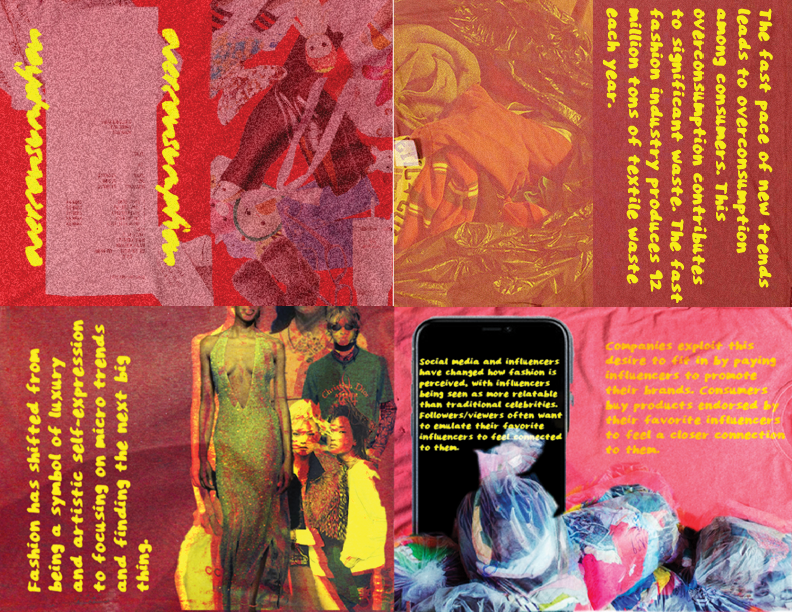 overconsumption
overconsumption
The fast pace of new trends
leads to overconsumption
among consumers. This
overconsumption contributes
to significant waste. The fast
fashion industry produces 92
million tons of textile waste
each year.
Fashion has shifted from
being a symbol of luxury
and artistic self-expression
to focusing on micro trends
and finding the next big
thing.
Social media and influencers
have changed how fashion is
perceived, with influencers
being seen as more relatable
than traditional celebrities.
Followers/viewers often want
to emulate their favorite
influencers to feel connected
to them.
Companies exploit this
desire to fit in by paying
influencers to promote
their brands. Consumers
buy products endorsed by
their favorite influencers
to feel a closer connection
to them.